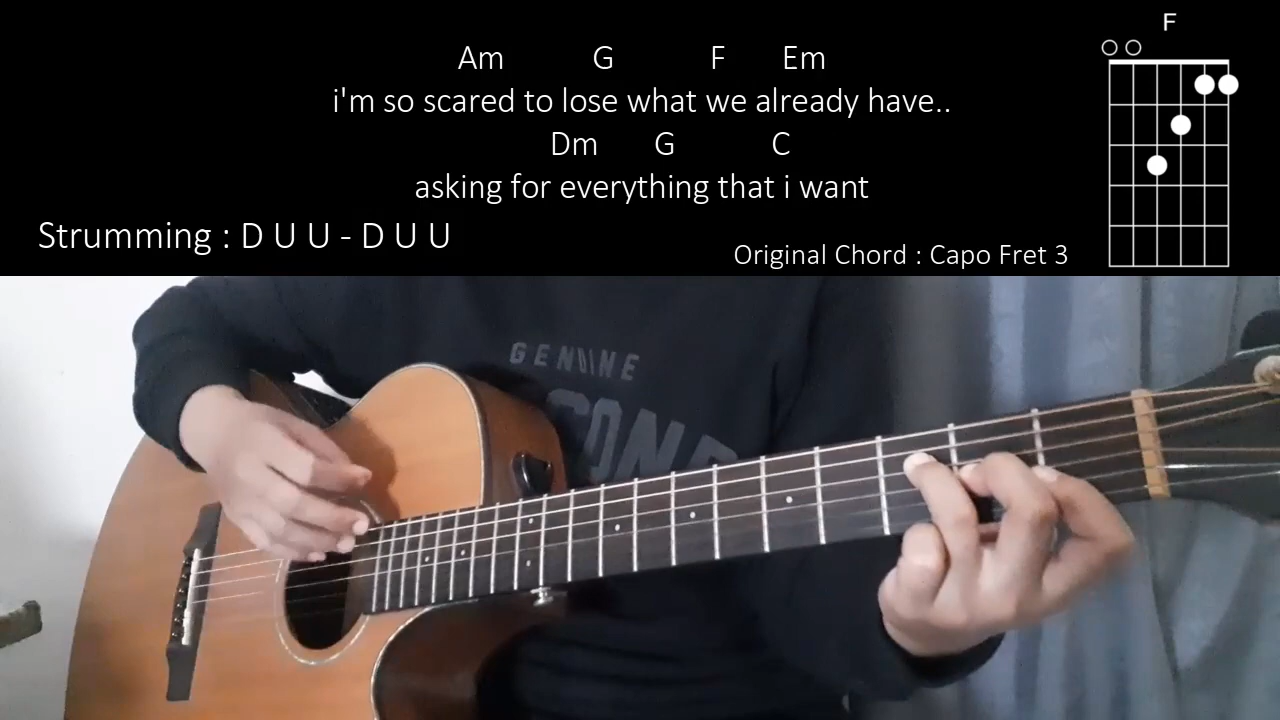 F
Am G F Em
i'm so scared to lose what we already have..
Dm G C
asking for everything that i want
Strumming : D U U - D U U
Original Chord : Capo Fret 3
GENUINE